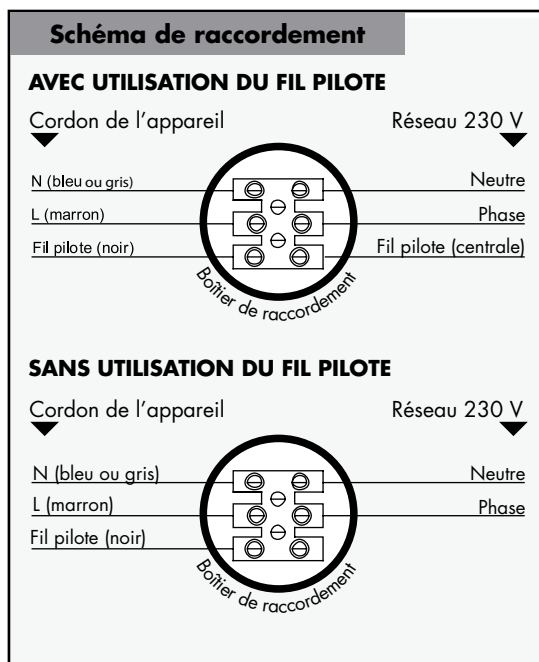 Schéma de raccordement
AVEC UTILISATION DU FIL PILOTE
Cordon de l'appareil
Réseau 230 V
N (bleu ou gris)
Neutre
L (marron)
Phase
Fil pilote (noir)
Fil pilote (centrale)
Boîtier de raccordement
SANS UTILISATION DU FIL PILOTE
Cordon de l'appareil
Réseau 230 V
N (bleu ou gris)
Neutre
L (marron)
Phase
Fil pilote (noir)
Boîtier de raccordement